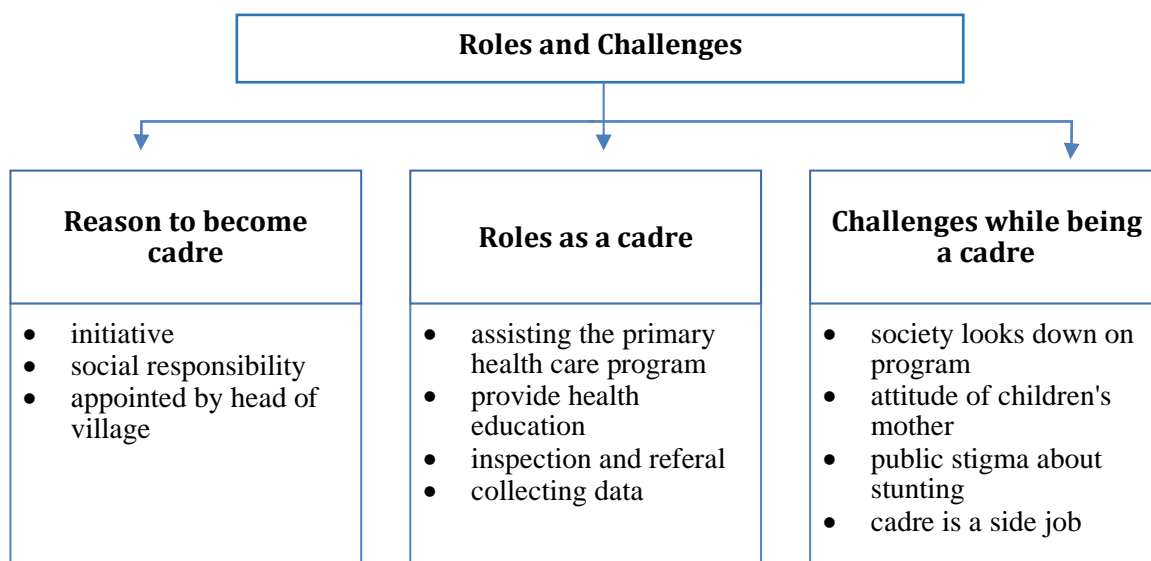 Roles and Challenges
Reason to become
cadre
• initiative
• social responsibility
• appointed by head of
village
Roles as a cadre
• assisting the primary
health care program
• provide health
education
• inspection and referal
• collecting data
Challenges while being
a cadre
• society looks down on
program
• attitude of children's
mother
• public stigma about
stunting
• cadre is a side job